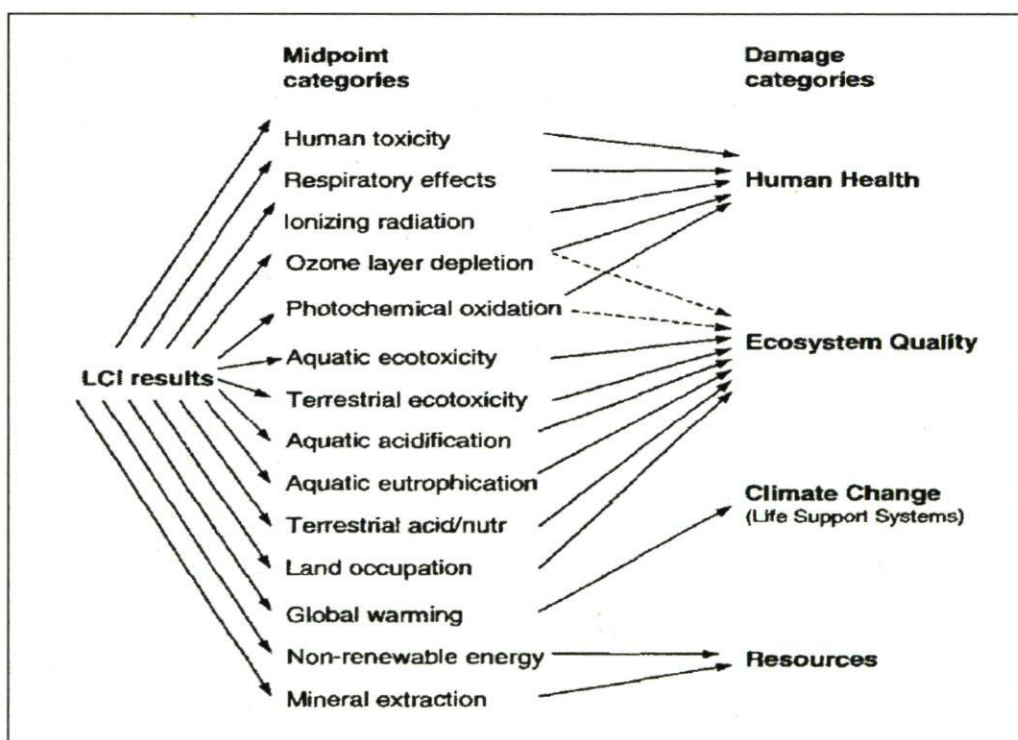 Midpoint
categories
Human toxicity
Respiratory effects
Ionizing radiation
Ozone layer depletion
Photochemical oxidation
LCI results
Aquatic ecotoxicity
Terrestrial ecotoxicity
Aquatic acidification
Aquatic eutrophication
Terrestrial acid/nutr
Land occupation
Global warming
Non-renewable energy
Mineral extraction
Damage
categories
Human Health
Ecosystem Quality
Climate Change
(Life Support Systems)
Resources